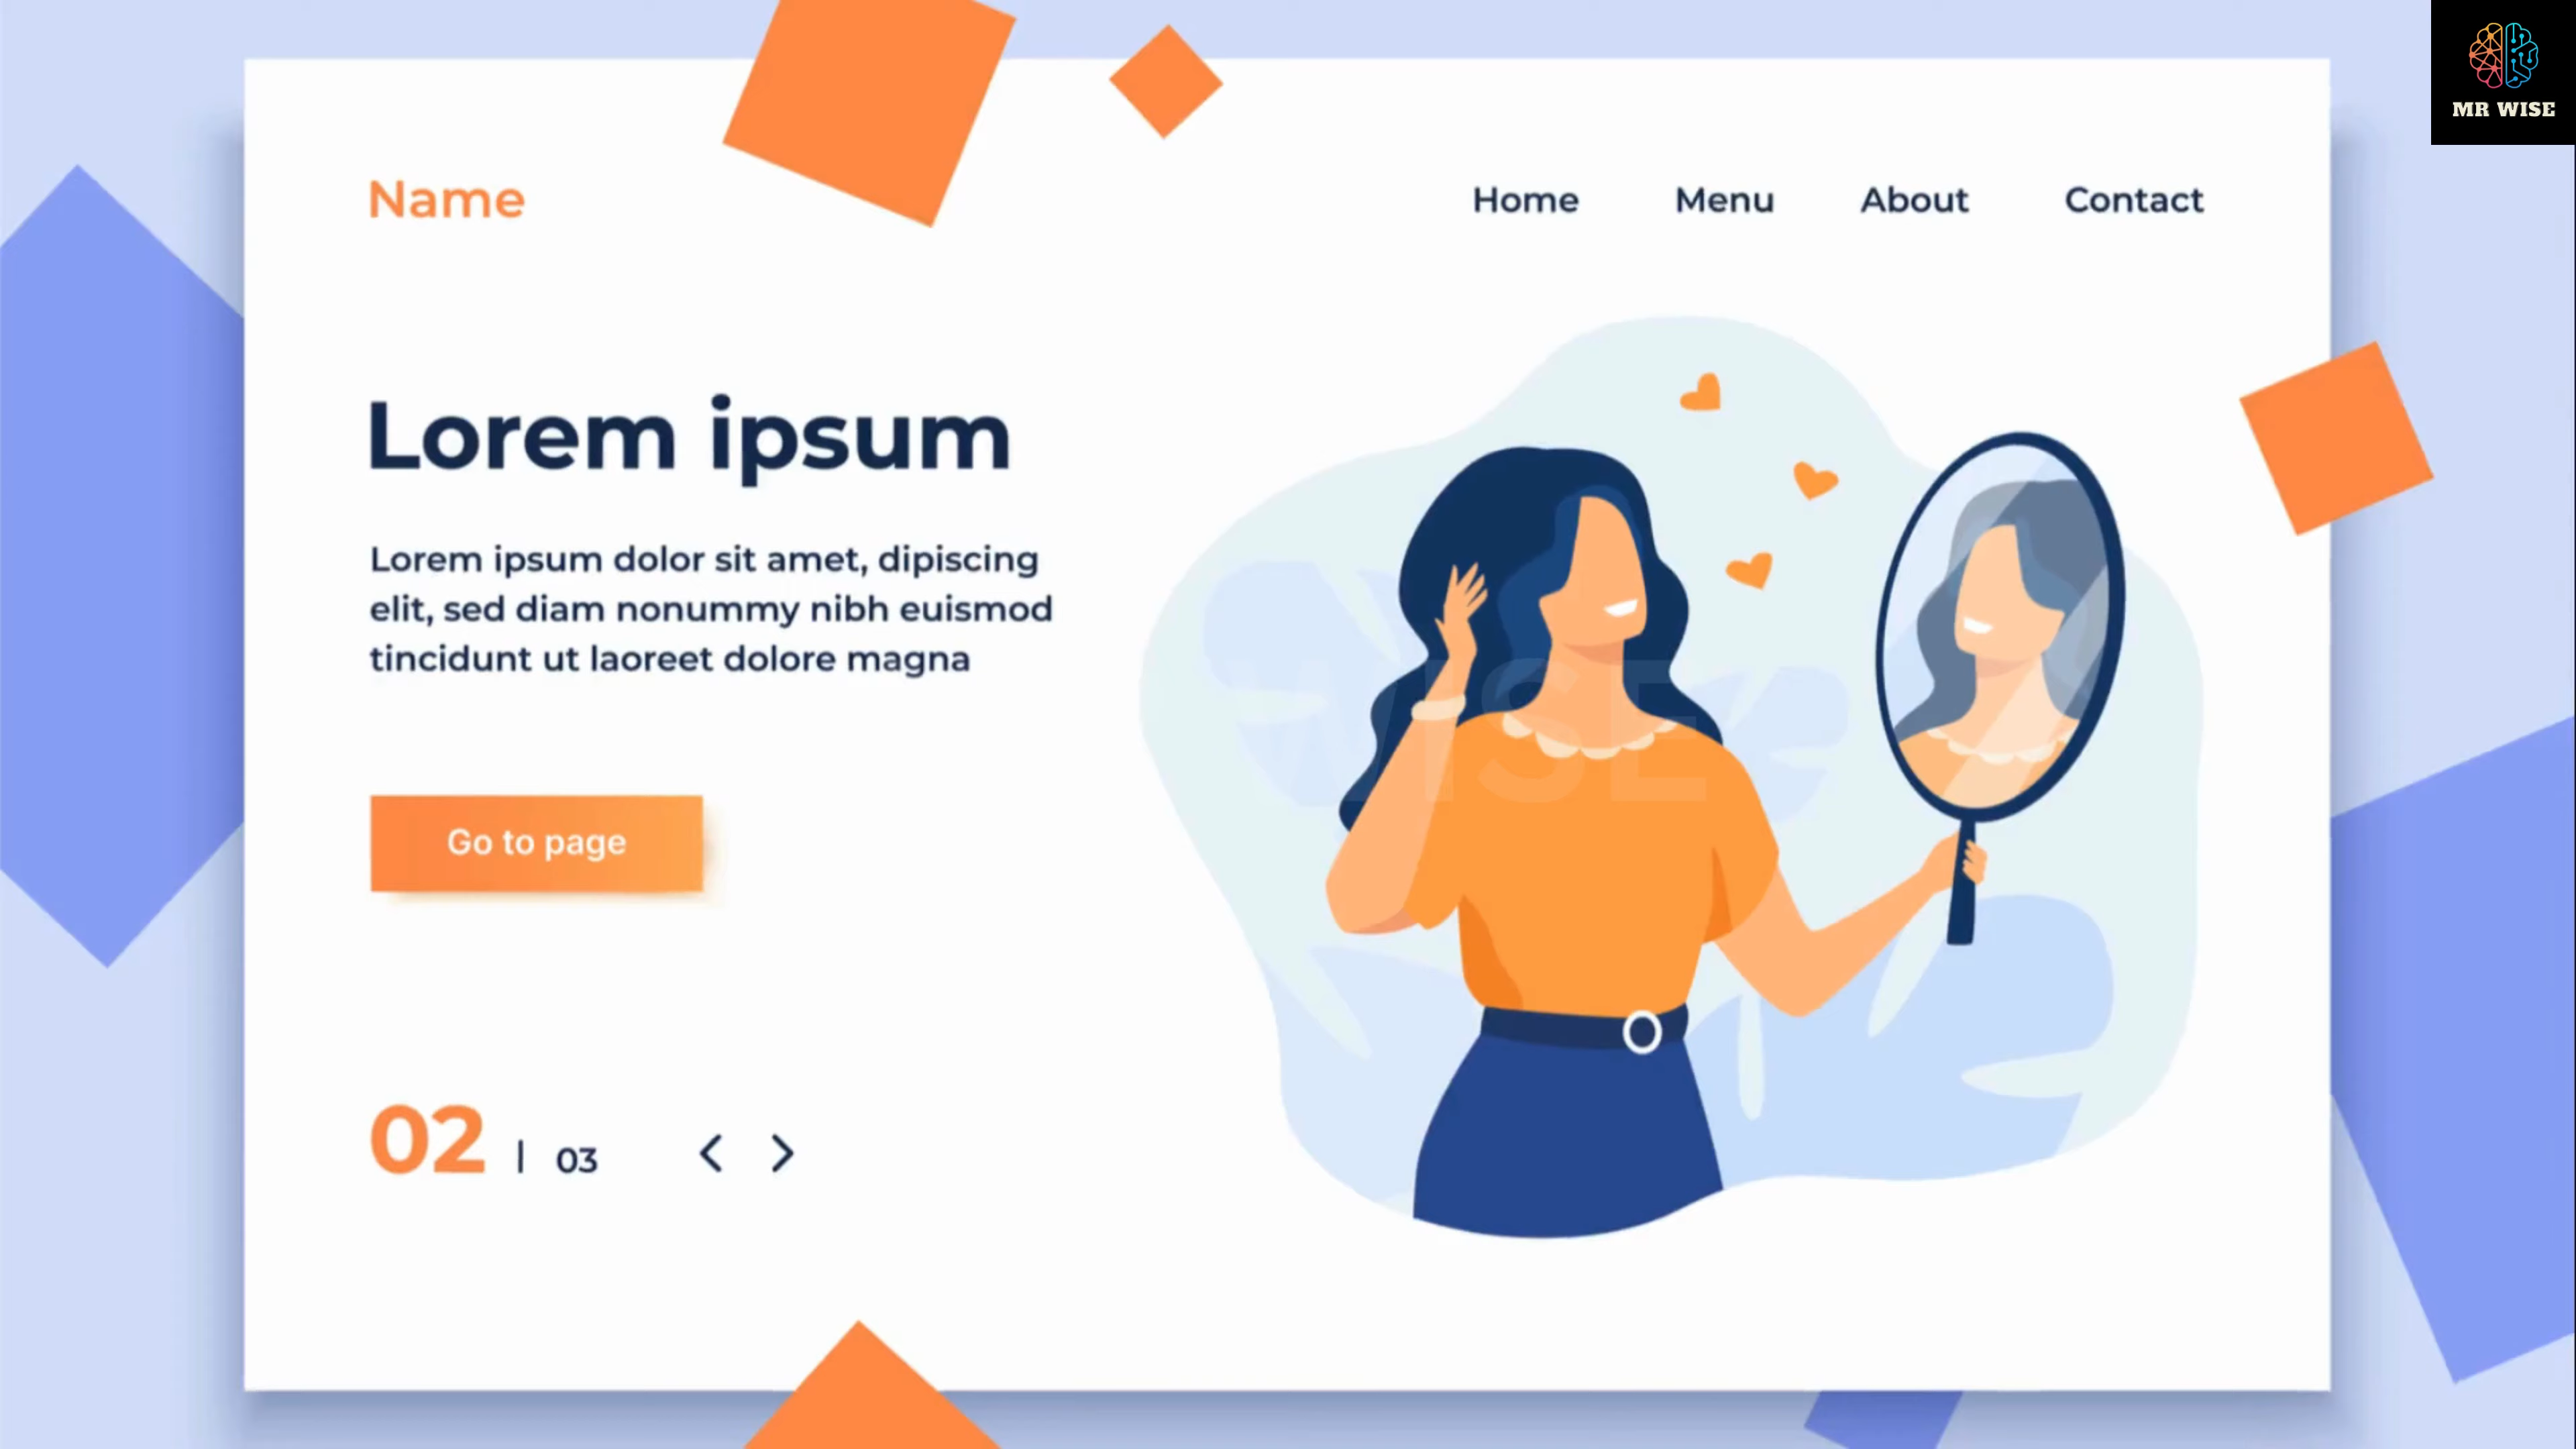 MR WISE
Name
Home Menu About Contact
Lorem ipsum
Lorem ipsum dolor sit amet, dipiscing
elit, sed diam nonummy nibh euismod
tincidunt ut laoreet dolore magna
WISE
Go to page
02 | 03 < >